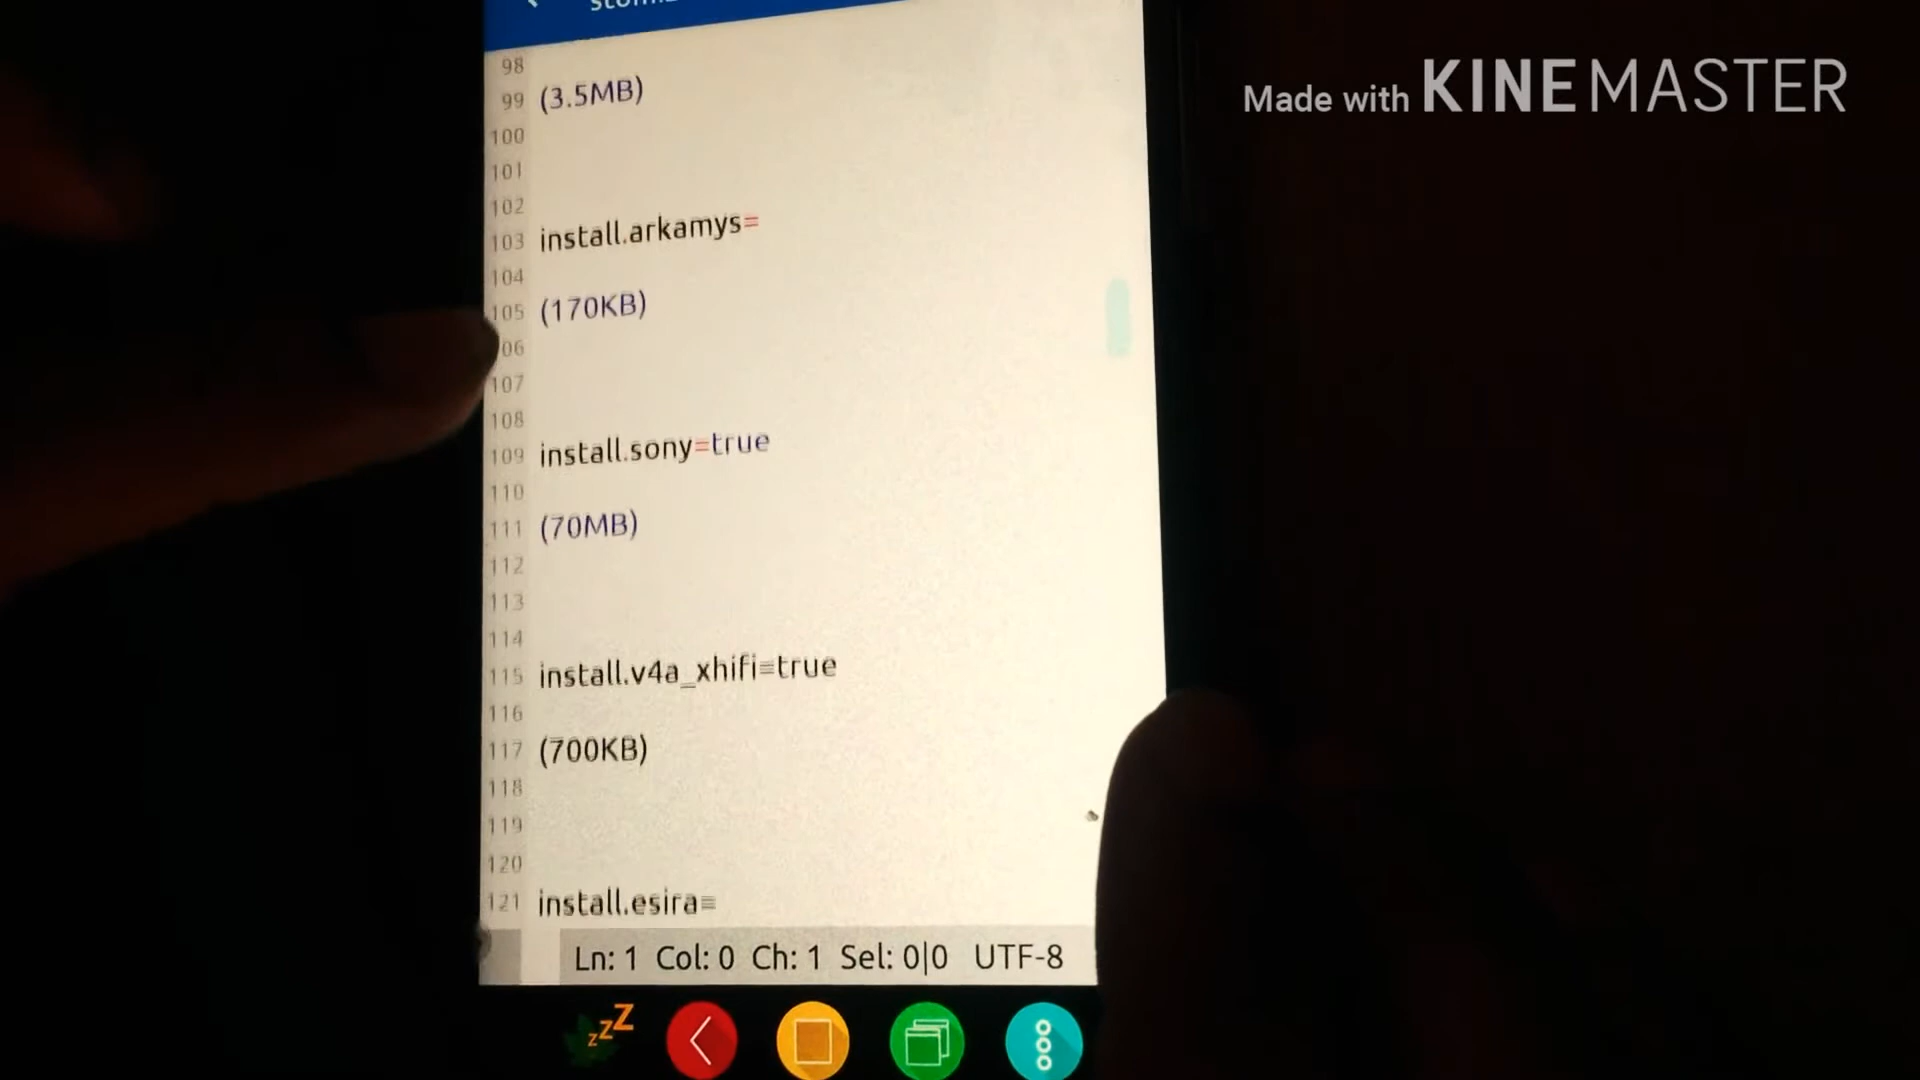 Made with KINEMASTER
98
99 (3.5MB)
100
101
102
103 install.arkamys=
104
105 (170KB)
06
107
108
109 install.sony=true
110
111 (70MB)
112
113
114
115 install.v4a_xhifi=true
116
117 (700KB)
118
119
120
121 install.esira=
Ln: 1 Col: 0 Ch: 1 Sel: 0|0 UTF-8
zzZ